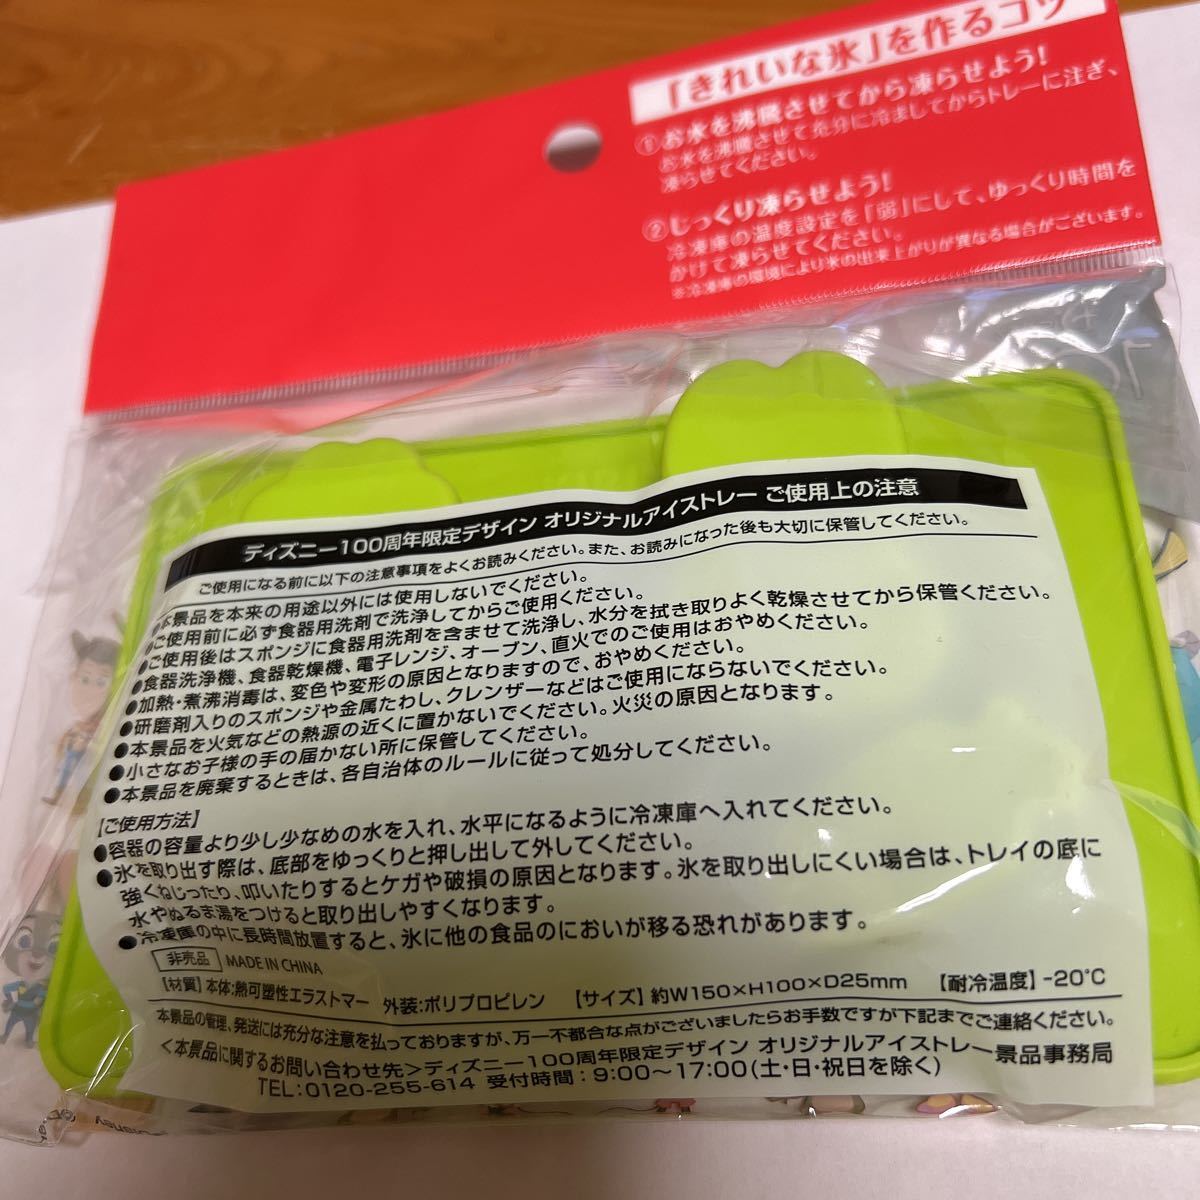 「きれいな氷」を作るコツ
①お水を沸騰させてから凍らせよう!
お水を沸騰させて充分に冷ましてからトレーに注ぎ、
凍らせてください。
②じっくり凍らせよう!
冷凍庫の温度設定を「弱」にして、ゆっくり時間を
かけて凍らせてください。
※冷凍庫の環境により氷の出来上がりが異なる場合がございます。
ディズニー100周年限定デザイン オリジナルアイストレー ご使用上の注意
ご使用になる前に以下の注意事項をよくお読みください。また、お読みになった後も大切に保管してください。
●本景品を本来の用途以外には使用しないでください。
●ご使用前に必ず食器用洗剤で洗浄してからご使用ください。
●ご使用後はスポンジに食器用洗剤を含ませて洗浄し、水分を拭き取りよく乾燥させてから保管ください。
●食器洗浄機、食器乾燥機、電子レンジ、オーブン、直火でのご使用はおやめください。
●加熱・煮沸消毒は、変色や変形の原因となりますので、おやめください。
●研磨剤入りのスポンジや金属たわし、クレンザーなどはご使用にならないでください。
●本景品を火気などの熱源の近くに置かないでください。火災の原因となります。
●小さなお子様の手の届かない所に保管してください。
●本景品を廃棄するときは、各自治体のルールに従って処分してください。
【ご使用方法】
●容器の容量より少し少なめの水を入れ、水平になるように冷凍庫へ入れてください。
●氷を取り出す際は、底部をゆっくりと押し出して外してください。
強くねじったり、叩いたりするとケガや破損の原因となります。氷を取り出しにくい場合は、トレイの底に
水やぬるま湯をつけると取り出しやすくなります。
●冷凍庫の中に長時間放置すると、氷に他の食品のにおいが移る恐れがあります。
非売品 MADE IN CHINA
【材質】本体:熱可塑性エラストマー 外装:ポリプロピレン 【サイズ】約W150×H100×D25mm 【耐冷温度】-20℃
本景品の管理、発送には充分な注意を払っておりますが、万一不都合な点がございましたらお手数ですが下記までご連絡ください。
<本景品に関するお問い合わせ先>ディズニー100周年限定デザイン オリジナルアイストレー景品事務局
TEL:0120-255-614 受付時間:9:00～17:00(土・日・祝日を除く)
©Disney